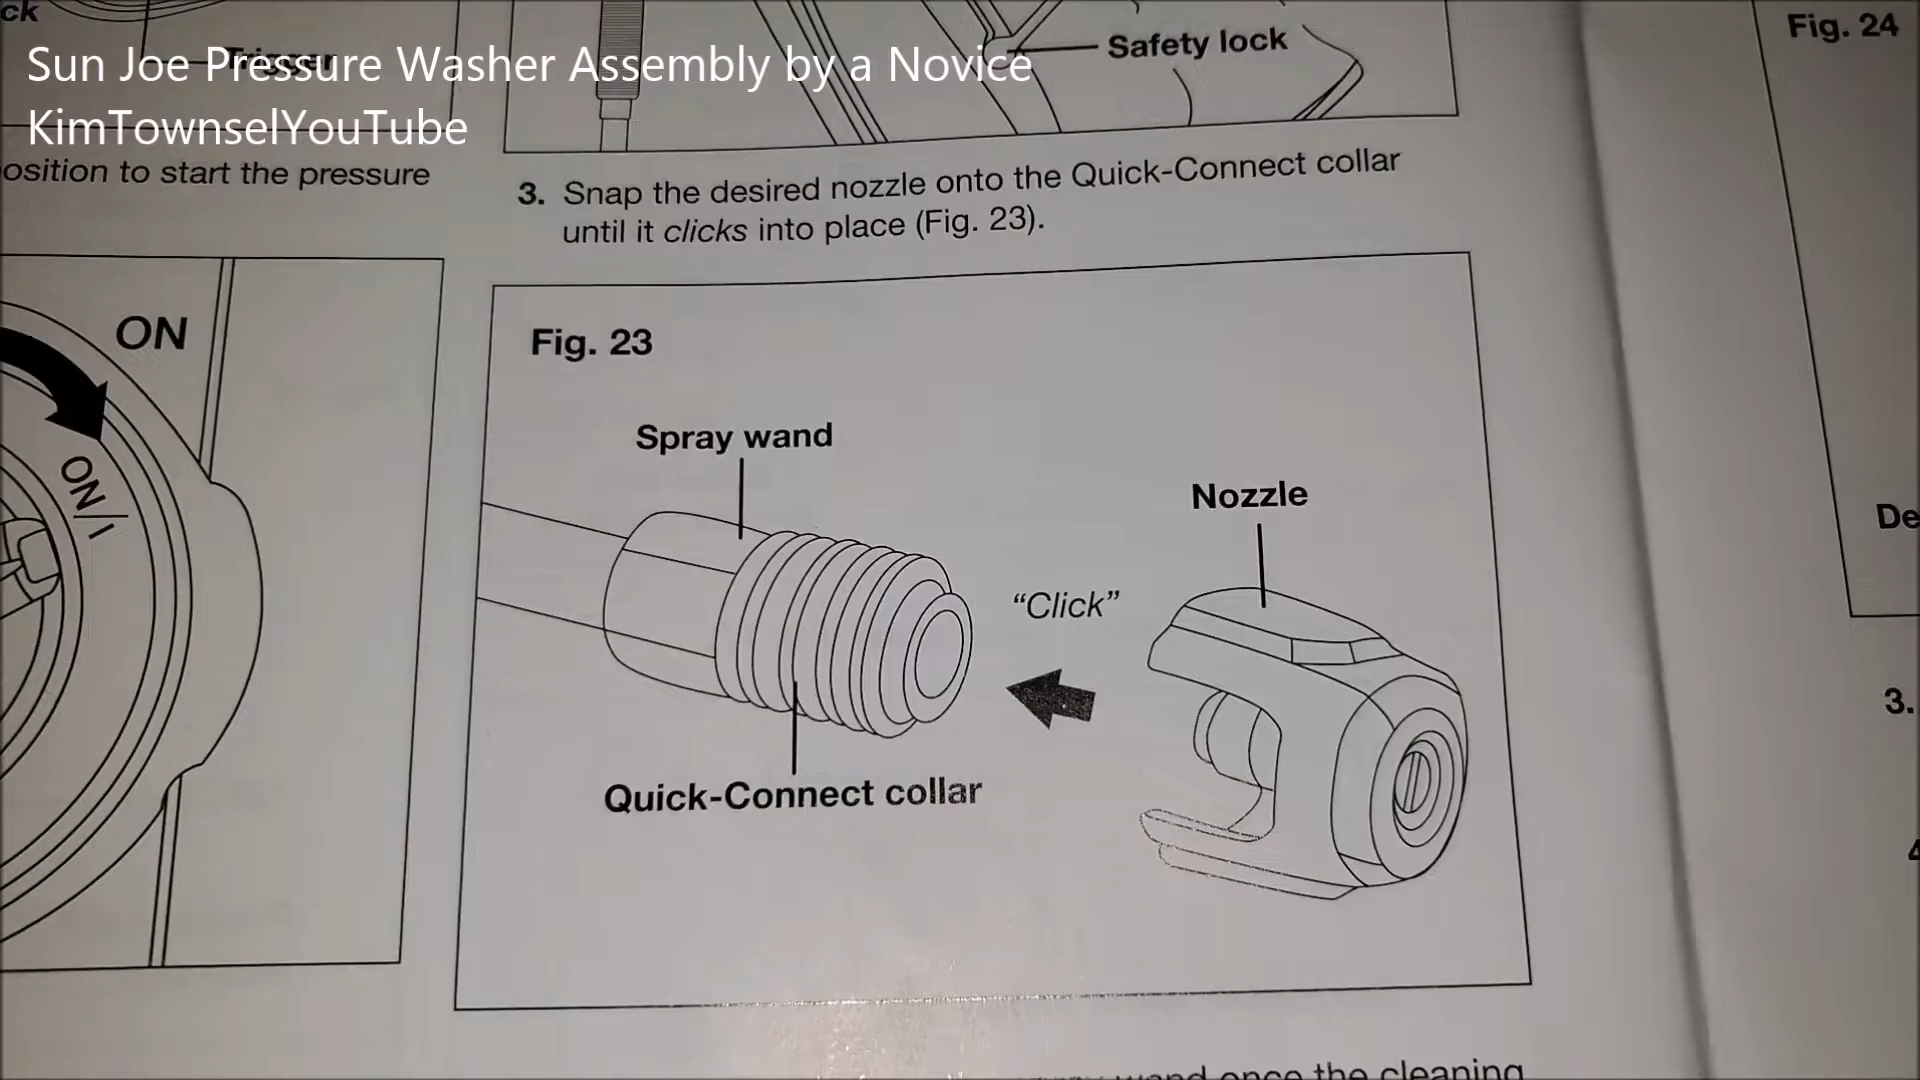 Sun Joe Pressure Washer Assembly by a Novice
KimTownselYouTube
ck
Trigger
osition to start the pressure
ON
ON/I
Safety lock
3. Snap the desired nozzle onto the Quick-Connect collar
until it clicks into place (Fig. 23).
Fig. 23
Spray wand
Nozzle
“Click”
Quick-Connect collar
wand once the cleaning
Fig. 24
De
3.
4